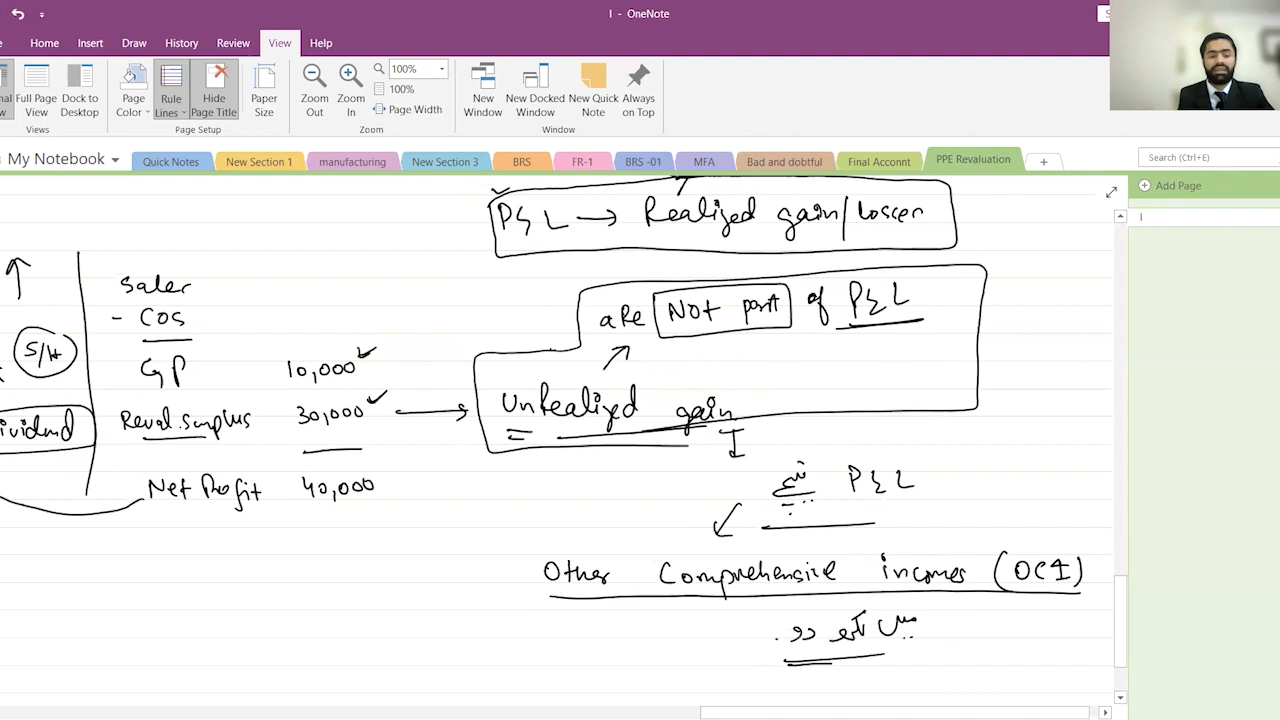 I - OneNote
Home Insert Draw History Review View Help
Full Page View
Dock to Desktop
Views
Page Color
Rule Lines
Hide Page Title
Paper Size
Page Setup
Zoom Out
Zoom In
100%
100%
Page Width
Zoom
New Window
New Docked Window
New Quick Note
Always on Top
Window
My Notebook
Quick Notes New Section 1 manufacturing New Section 3 BRS FR-1 BRS -01 MFA Bad and dobtful Final Acconnt PPE Revaluation
Search (Ctrl+E)
Add Page
I
P & L → Realized gain/losses
are Not part of P & L
Unrealized gain
Sales
- COS
GP 10,000
Reval. Surplus 30,000
Net Profit 40,000
S/H
ividend
P & L
Other Comprehensive incomes (OCI)
میں
دو